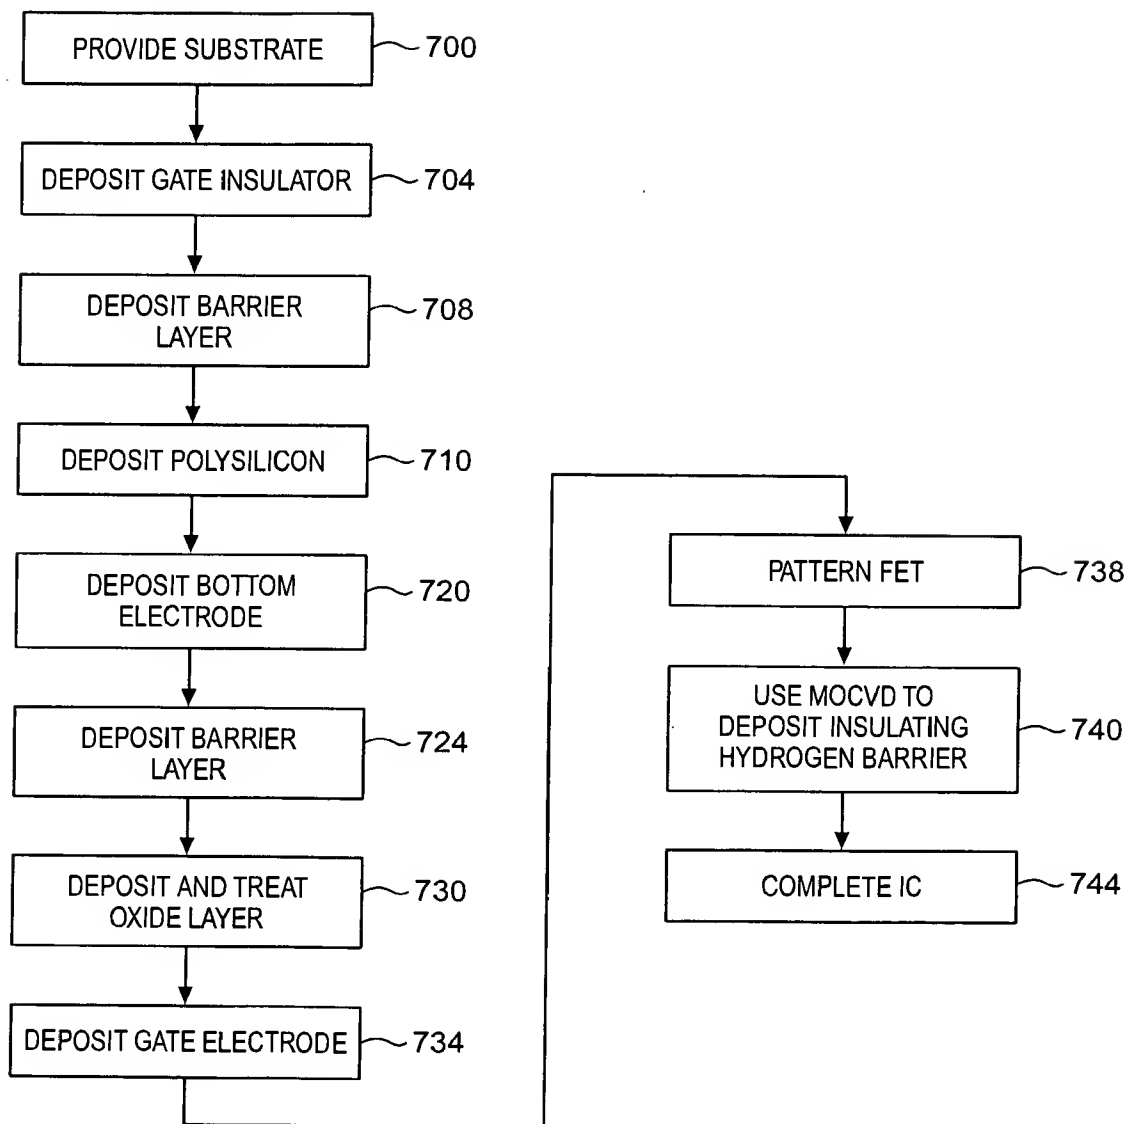 PROVIDE SUBSTRATE
700
DEPOSIT GATE INSULATOR
704
DEPOSIT BARRIER
LAYER
708
DEPOSIT POLYSILICON
710
DEPOSIT BOTTOM
ELECTRODE
720
DEPOSIT BARRIER
LAYER
724
DEPOSIT AND TREAT
OXIDE LAYER
730
DEPOSIT GATE ELECTRODE
734
PATTERN FET
738
USE MOCVD TO
DEPOSIT INSULATING
HYDROGEN BARRIER
740
COMPLETE IC
744